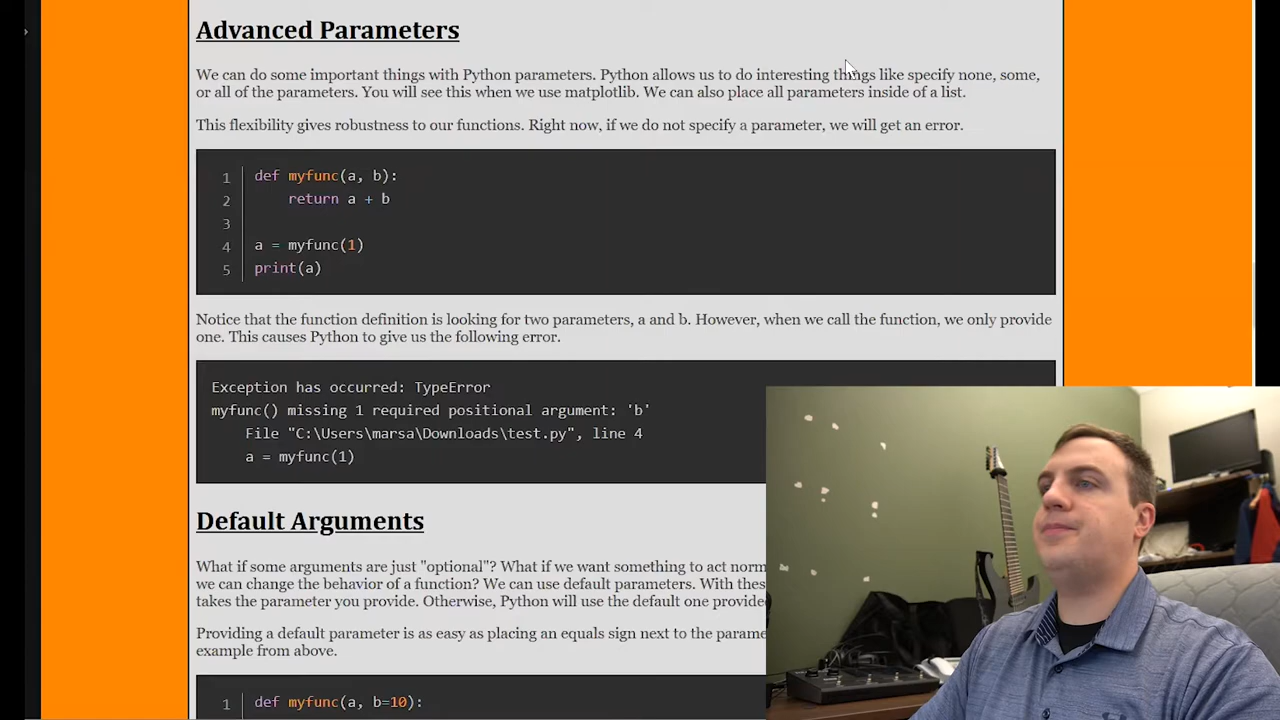 Advanced Parameters
We can do some important things with Python parameters. Python allows us to do interesting things like specify none, some,
or all of the parameters. You will see this when we use matplotlib. We can also place all parameters inside of a list.
This flexibility gives robustness to our functions. Right now, if we do not specify a parameter, we will get an error.
1 def myfunc(a, b):
2     return a + b
3
4 a = myfunc(1)
5 print(a)
Notice that the function definition is looking for two parameters, a and b. However, when we call the function, we only provide
one. This causes Python to give us the following error.
Exception has occurred: TypeError
myfunc() missing 1 required positional argument: 'b'
    File "C:\Users\marsa\Downloads\test.py", line 4
    a = myfunc(1)
Default Arguments
What if some arguments are just "optional"? What if we want something to act norm
we can change the behavior of a function? We can use default parameters. With thes
takes the parameter you provide. Otherwise, Python will use the default one provided
Providing a default parameter is as easy as placing an equals sign next to the parame
example from above.
1 def myfunc(a, b=10):